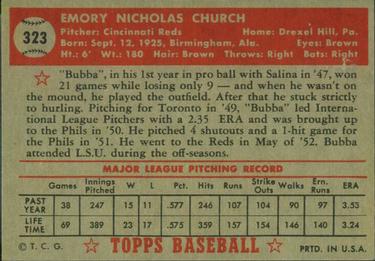 323
EMORY NICHOLAS CHURCH
Pitcher: Cincinnati Reds Home: Drexel Hill, Pa.
Born: Sept. 12, 1925, Birmingham, Ala. Eyes: Brown
Ht.: 6' Wt.: 180 Hair: Brown Throws: Right Bats: Right
"Bubba", in his 1st year in pro ball with Salina in '47, won
21 games while losing only 9 — and when he wasn't on
the mound, he played the outfield. After that he stuck strictly
to hurling. Pitching for Toronto in '49, "Bubba" led Inter-
national League Pitchers with a 2.35 ERA and was brought up
to the Phils in '50. He pitched 4 shutouts and a 1-hit game for
the Phils in '51. He went to the Reds in May of '52. Bubba
attended L.S.U. during the off-seasons.
MAJOR LEAGUE PITCHING RECORD
Games Innings Pitched W L Pct. Hits Runs Strike Outs Walks Ern. Runs ERA
PAST YEAR 38 247 15 11 .577 246 107 104 90 97 3.53
LIFE TIME 69 389 23 17 .577 359 159 154 140 3.24
© T. C. G. TOPPS BASEBALL PRTD. IN U.S.A.